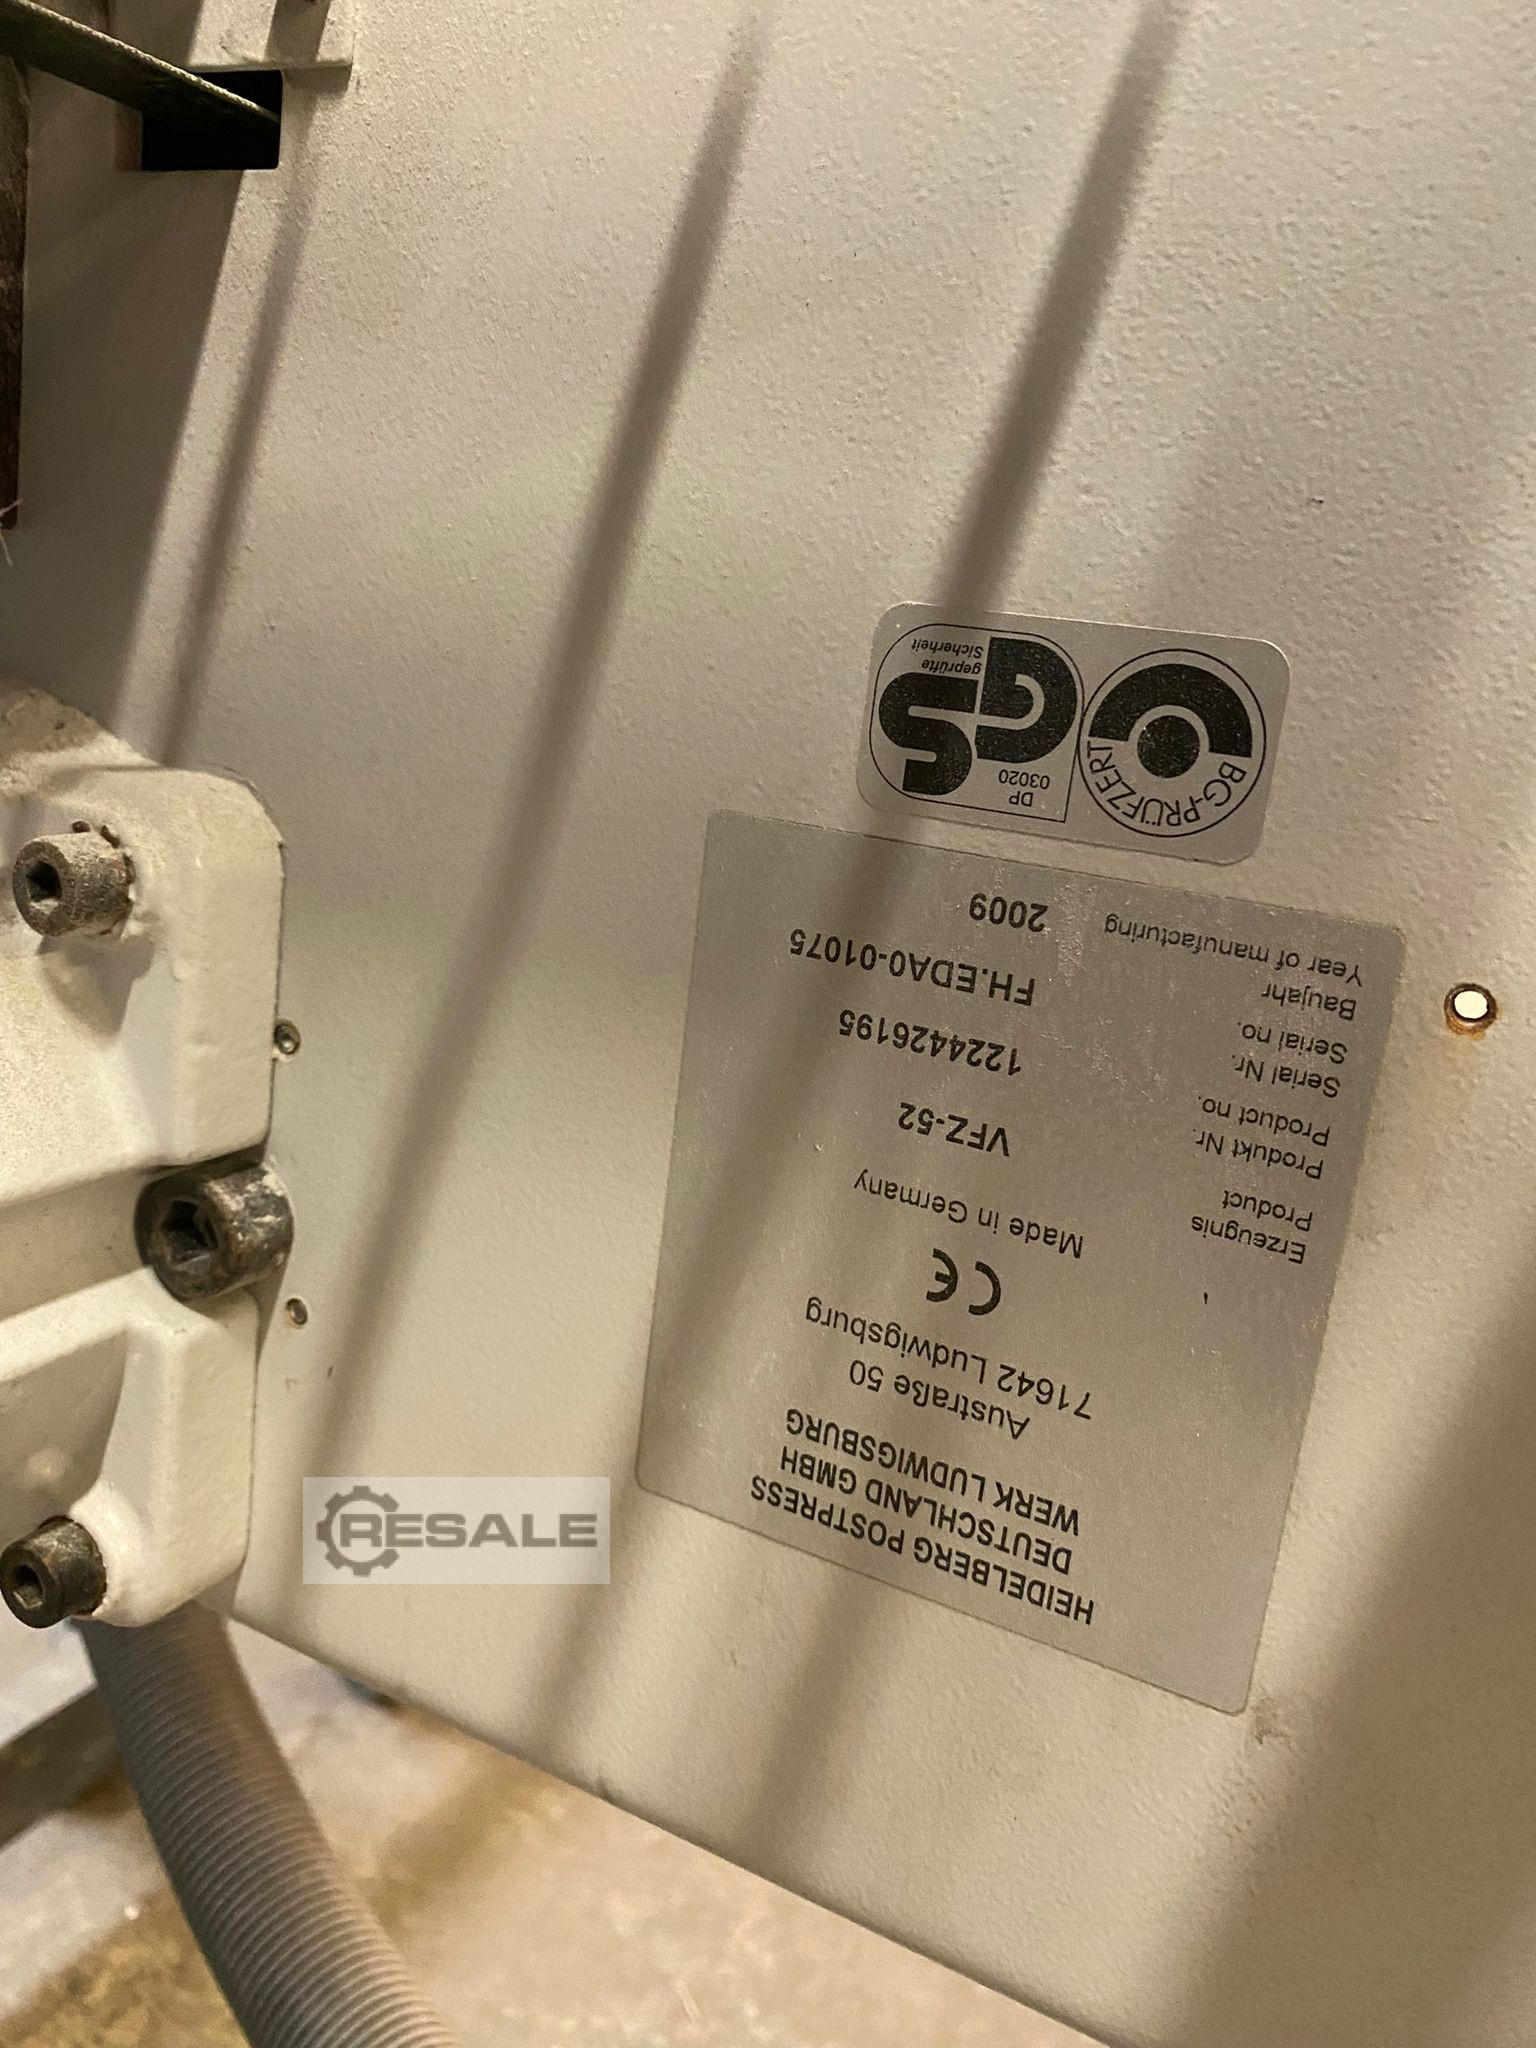 HEIDELBERG POSTPRESS
DEUTSCHLAND GMBH
WERK LUDWIGSBURG
Austraße 50
71642 Ludwigsburg
CE
Made in Germany
Erzeugnis
Product VFZ-52
Produkt Nr.
Product no. 122442​6195
Serial Nr.
Serial no. FH.EDA0-01075
Baujahr
Year of manufacturing 2009
BG-PRÜFZERT
DP
03020
GS
geprüfte
Sicherheit
RESALE